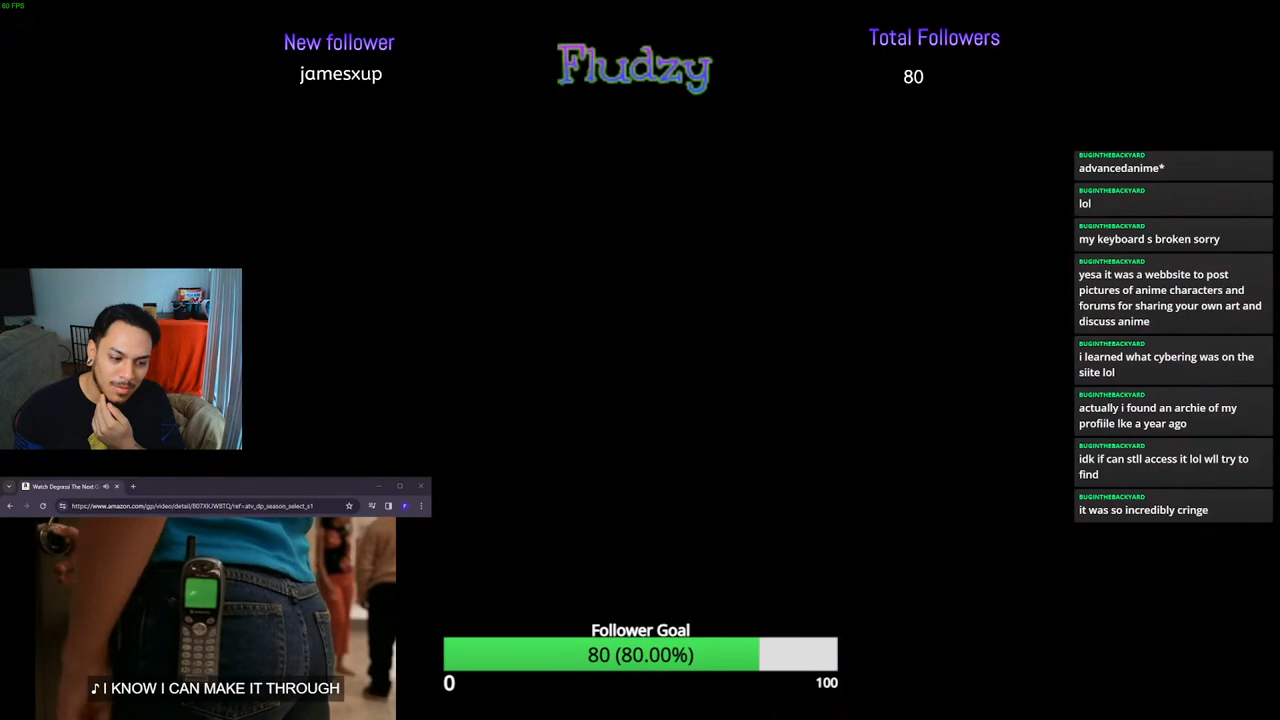 60 FPS
New follower
jamesxup
Fludzy
Total Followers
80
BUGINTHEBACKYARD
advancedanime*
BUGINTHEBACKYARD
lol
BUGINTHEBACKYARD
my keyboard s broken sorry
BUGINTHEBACKYARD
yesa it was a webbsite to post
pictures of anime characters and
forums for sharing your own art and
discuss anime
BUGINTHEBACKYARD
i learned what cybering was on the
siite lol
BUGINTHEBACKYARD
actually i found an archie of my
profiile lke a year ago
BUGINTHEBACKYARD
idk if can stll access it lol wll try to
find
BUGINTHEBACKYARD
it was so incredibly cringe
Watch Degrassi The Next G
https://www.amazon.com/gp/video/detail/B07XKJW8TQ/ref=atv_dp_season_select_s1
♪ I KNOW I CAN MAKE IT THROUGH
Follower Goal
80 (80.00%)
0
100